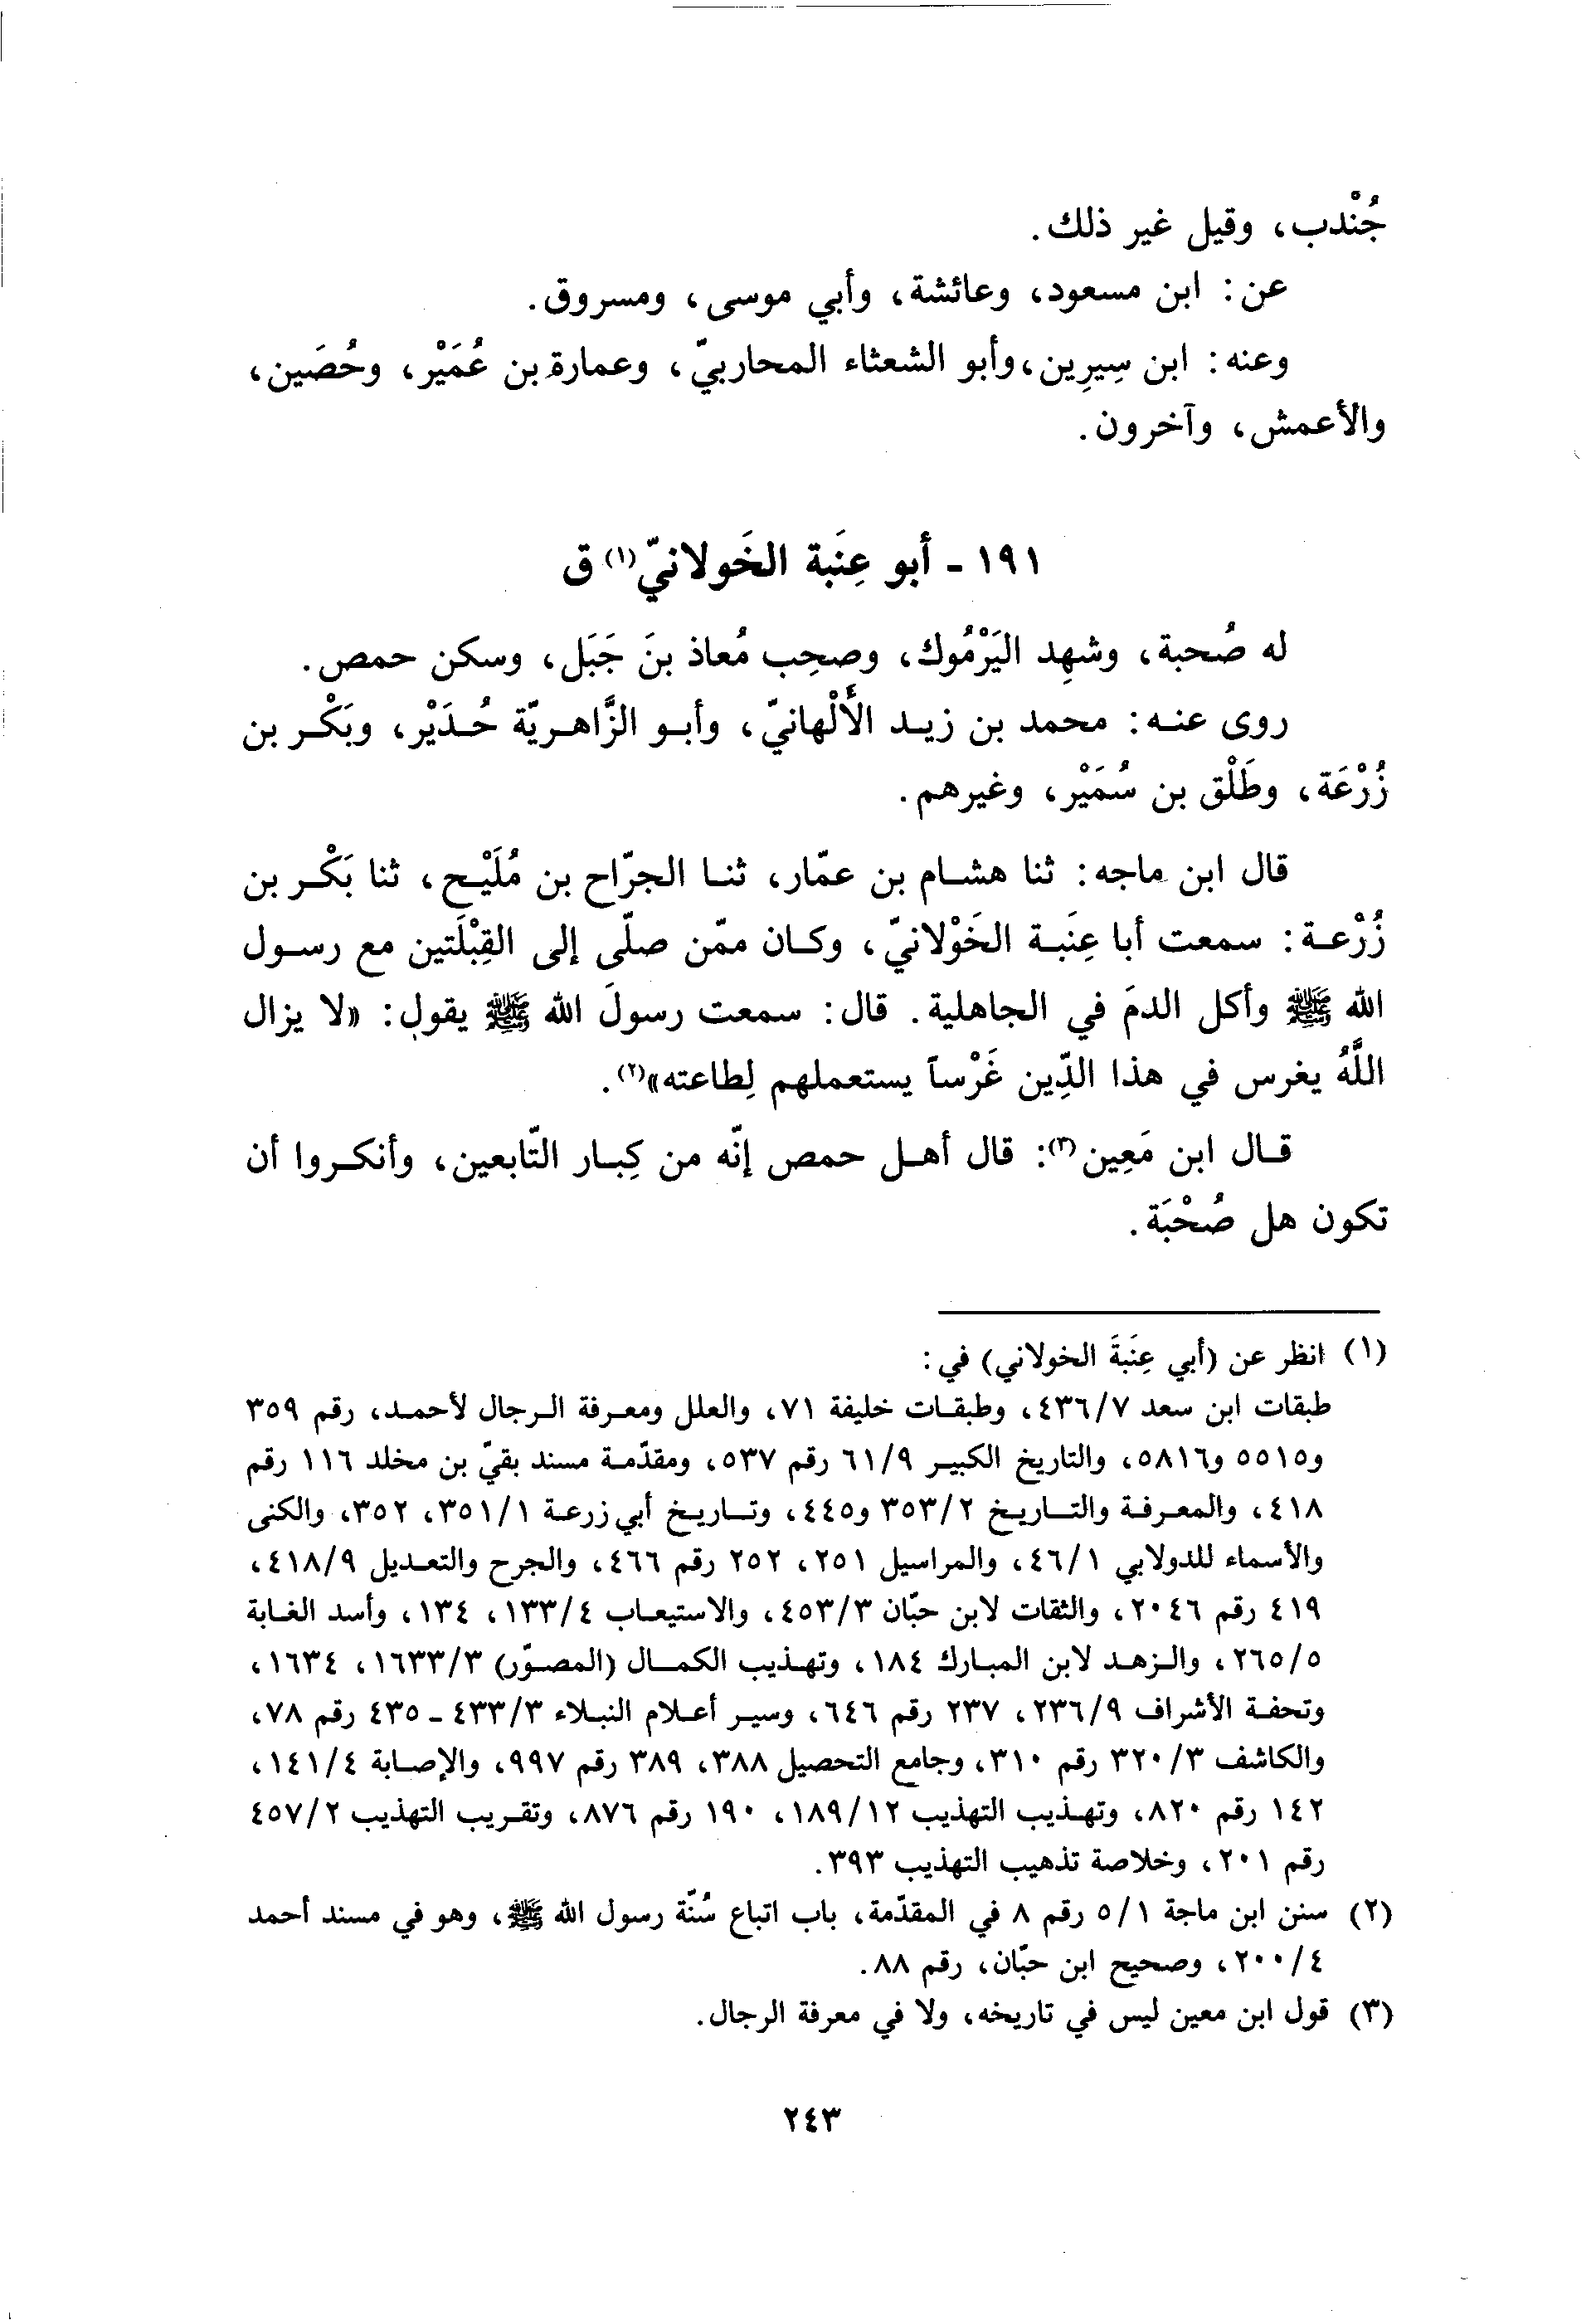 جُنْدب، وقيل غير ذلك.
عن: ابن مسعود، وعائشة، وأبي موسى، ومسروق.
وعنه: ابن سِيرِين، وأبو الشعثاء المحاربيّ، وعمارة بن عُمَيْر، وحُصَين،
والأعمش، وآخرون.
١٩١ - أبو عِنَبة الخَولانيّ(١) ق
له صُحبة، وشهِد اليَرْمُوك، وصحِب مُعاذ بنَ جَبَل، وسكن حمص.
روى عنه: محمد بن زيد الأَلْهانيّ، وأبو الزَّاهريّة حُدَيْر، وبَكْر بن
زُرْعَة، وطَلْق بن سُمَيْر، وغيرهم.
قال ابن ماجه: ثنا هشام بن عمّار، ثنا الجرّاح بن مُلَيْح، ثنا بَكْر بن
زُرْعة: سمعت أبا عِنَبة الخَوْلانيّ، وكان ممّن صلّى إلى القِبْلَتين مع رسول
الله ﷺ وأكل الدمَ في الجاهلية. قال: سمعت رسولَ الله ﷺ يقول: «لا يزال
اللَّهُ يغرس في هذا الدِّين غَرْساً يستعملهم لِطاعته»(٢).
قال ابن مَعِين(٣): قال أهل حمص إنّه من كِبار التّابعين، وأنكروا أن
تكون هل صُحْبَة.
(١) انظر عن (أبي عِنَبَةَ الخولاني) في:
طبقات ابن سعد ٤٣٦/٧، وطبقات خليفة ٧١، والعلل ومعرفة الرجال لأحمد، رقم ٣٥٩
و٥٥١٥ و٥٨١٦، والتاريخ الكبير ٦١/٩ رقم ٥٣٧، ومقدّمة مسند بقيّ بن مخلد ١١٦ رقم
٤١٨، والمعرفة والتاريخ ٣٥٣/٢ و٤٤٥، وتاريخ أبي زرعة ٣٥١/١، ٣٥٢، والكنى
والأسماء للدولابي ٤٦/١، والمراسيل ٢٥١، ٢٥٢ رقم ٤٦٦، والجرح والتعديل ٤١٨/٩،
٤١٩ رقم ٢٠٤٦، والثقات لابن حبّان ٤٥٣/٣، والاستيعاب ١٣٣/٤، ١٣٤، وأسد الغابة
٢٦٥/٥، والزهد لابن المبارك ١٨٤، وتهذيب الكمال (المصوّر) ١٦٣٣/٣، ١٦٣٤،
وتحفة الأشراف ٢٣٦/٩، ٢٣٧ رقم ٦٤٦، وسير أعلام النبلاء ٤٣٣/٣ - ٤٣٥ رقم ٧٨،
والكاشف ٣٢٠/٣ رقم ٣١٠، وجامع التحصيل ٣٨٨، ٣٨٩ رقم ٩٩٧، والإصابة ١٤١/٤،
١٤٢ رقم ٨٢٠، وتهذيب التهذيب ١٨٩/١٢، ١٩٠ رقم ٨٧٦، وتقريب التهذيب ٤٥٧/٢
رقم ٢٠١، وخلاصة تذهيب التهذيب ٣٩٣.
(٢) سنن ابن ماجة ٥/١ رقم ٨ في المقدّمة، باب اتباع سُنّة رسول الله ﷺ، وهو في مسند أحمد
٢٠٠/٤، وصحيح ابن حبّان، رقم ٨٨.
(٣) قول ابن معين ليس في تاريخه، ولا في معرفة الرجال.
٢٤٣